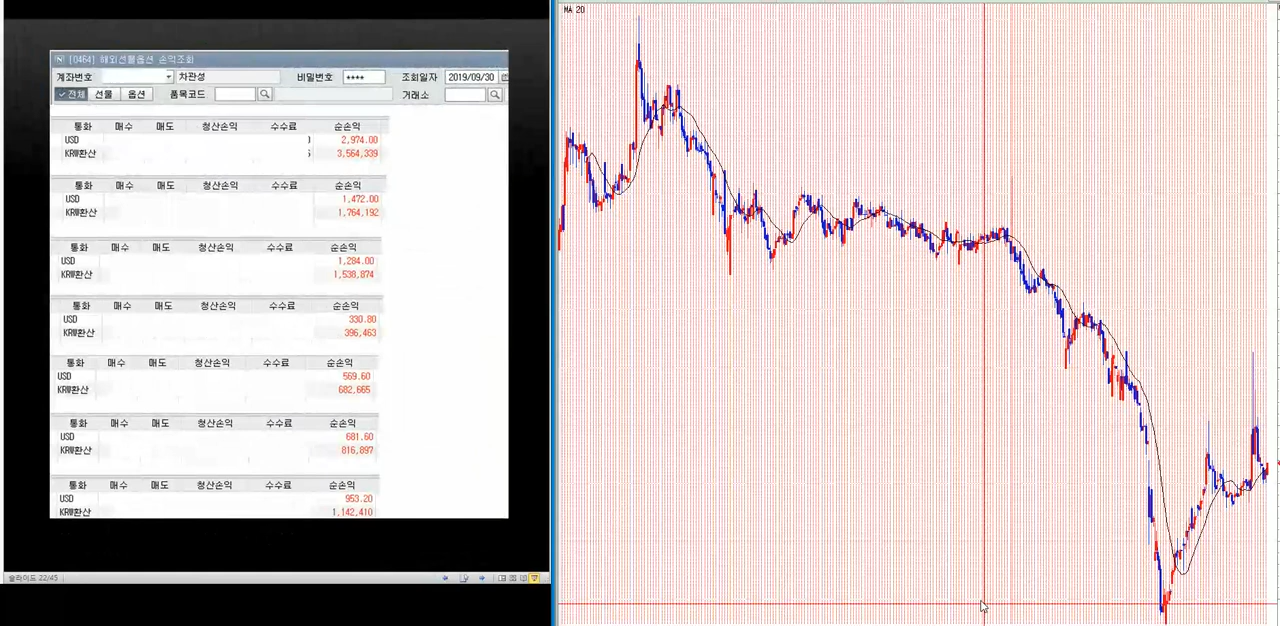 MA 20
[0464] 해외선물옵션 손익조회
계좌번호 차관성 비밀번호 **** 조회일자 2019/09/30
전체 선물 옵션 품목코드 거래소
통화 매수 매도 청산손익 수수료 순손익
USD 2,974.00
KRW환산 3,564,339
통화 매수 매도 청산손익 수수료 순손익
USD 1,472.00
KRW환산 1,764,192
통화 매수 매도 청산손익 수수료 순손익
USD 1,284.00
KRW환산 1,538,874
통화 매수 매도 청산손익 수수료 순손익
USD 330.80
KRW환산 396,463
통화 매수 매도 청산손익 수수료 순손익
USD 569.60
KRW환산 682,665
통화 매수 매도 청산손익 수수료 순손익
USD 681.60
KRW환산 816,897
통화 매수 매도 청산손익 수수료 순손익
USD 953.20
KRW환산 1,142,410
슬라이드 22/45